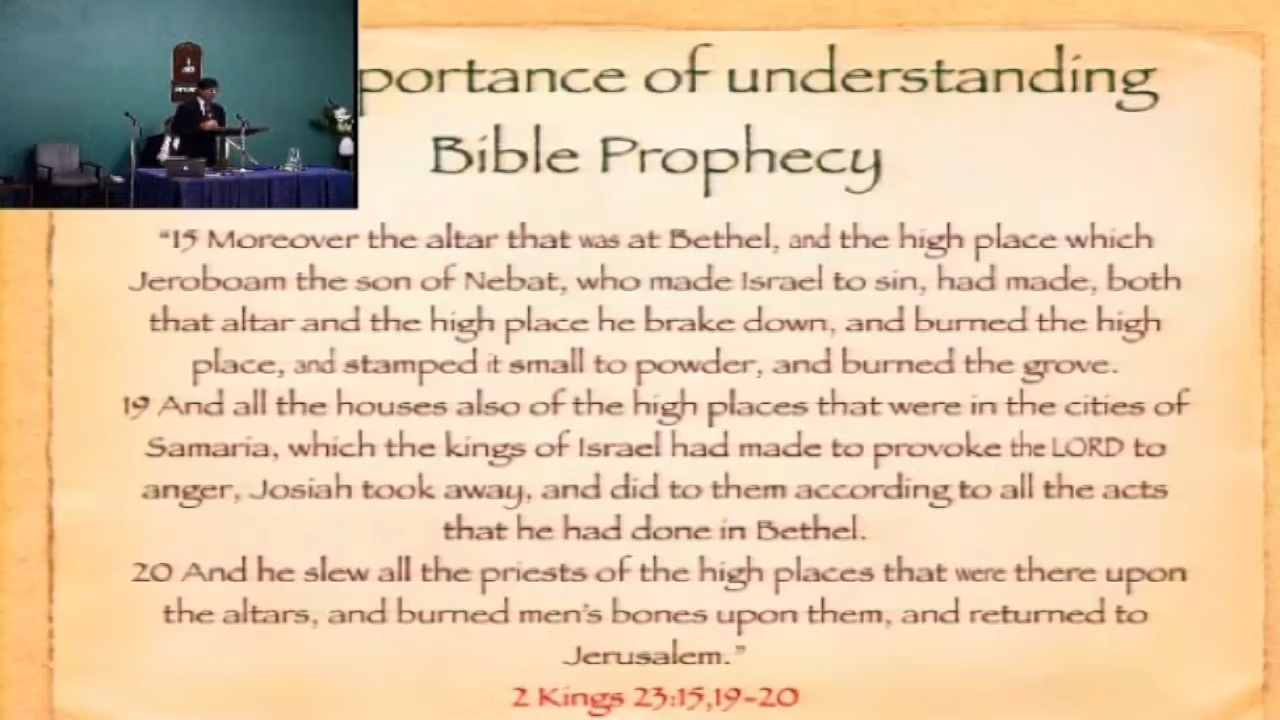 portance of understanding
Bible Prophecy
“15 Moreover the altar that was at Bethel, and the high place which
Jeroboam the son of Nebat, who made Israel to sin, had made, both
that altar and the high place he brake down, and burned the high
place, and stamped it small to powder, and burned the grove.
19 And all the houses also of the high places that were in the cities of
Samaria, which the kings of Israel had made to provoke the LORD to
anger, Josiah took away, and did to them according to all the acts
that he had done in Bethel.
20 And he slew all the priests of the high places that were there upon
the altars, and burned men's bones upon them, and returned to
Jerusalem.”
2 Kings 23:15,19-20